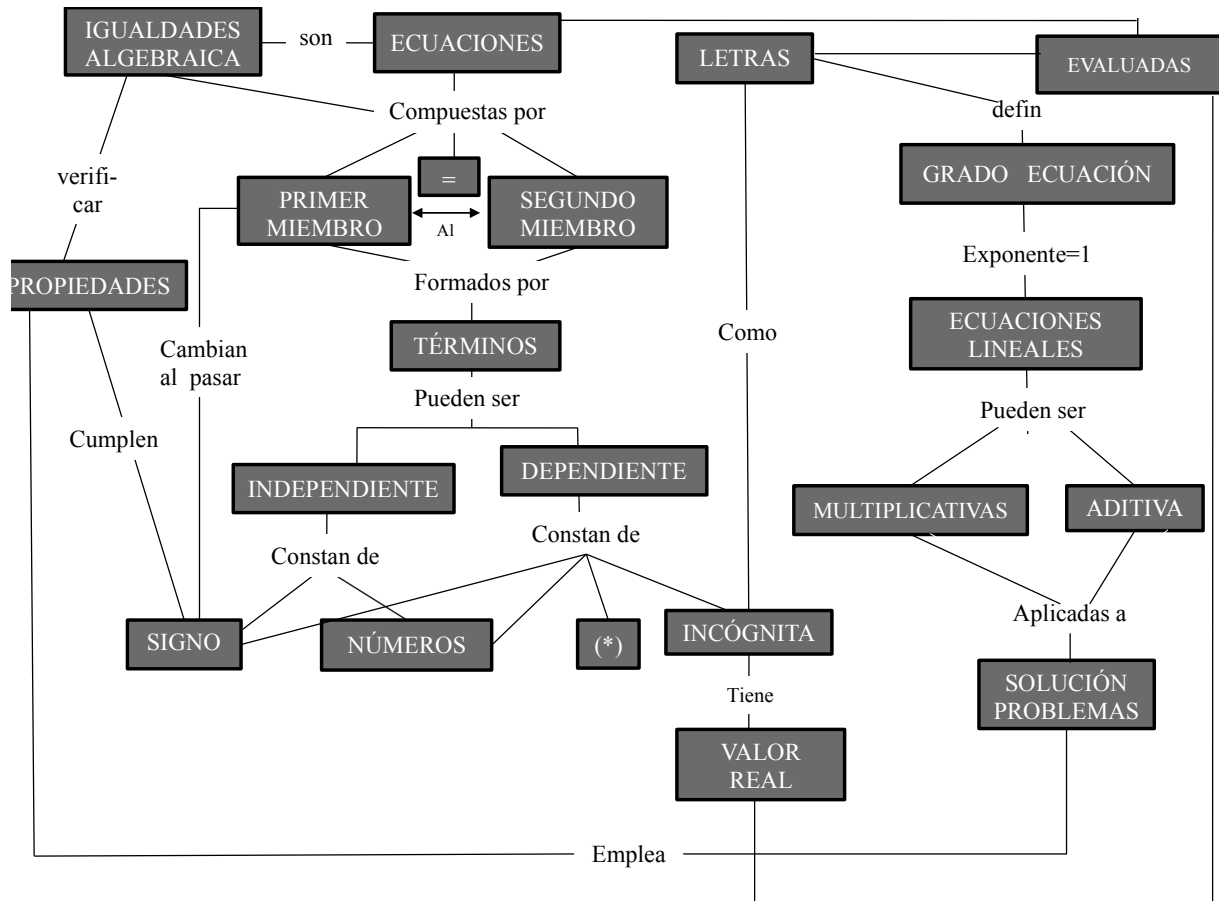 IGUALDADES
ALGEBRAICA
son
ECUACIONES
LETRAS
EVALUADAS
Compuestas por
defin
verifi-
car
=
PRIMER
MIEMBRO
Al
SEGUNDO
MIEMBRO
GRADO ECUACIÓN
PROPIEDADES
Formados por
Exponente=1
Cambian
al pasar
TÉRMINOS
Como
ECUACIONES
LINEALES
Pueden ser
Pueden ser
Cumplen
INDEPENDIENTE
DEPENDIENTE
MULTIPLICATIVAS
ADITIVA
Constan de
Constan de
SIGNO
NÚMEROS
(*)
INCÓGNITA
Aplicadas a
Tiene
SOLUCIÓN
PROBLEMAS
VALOR
REAL
Emplea